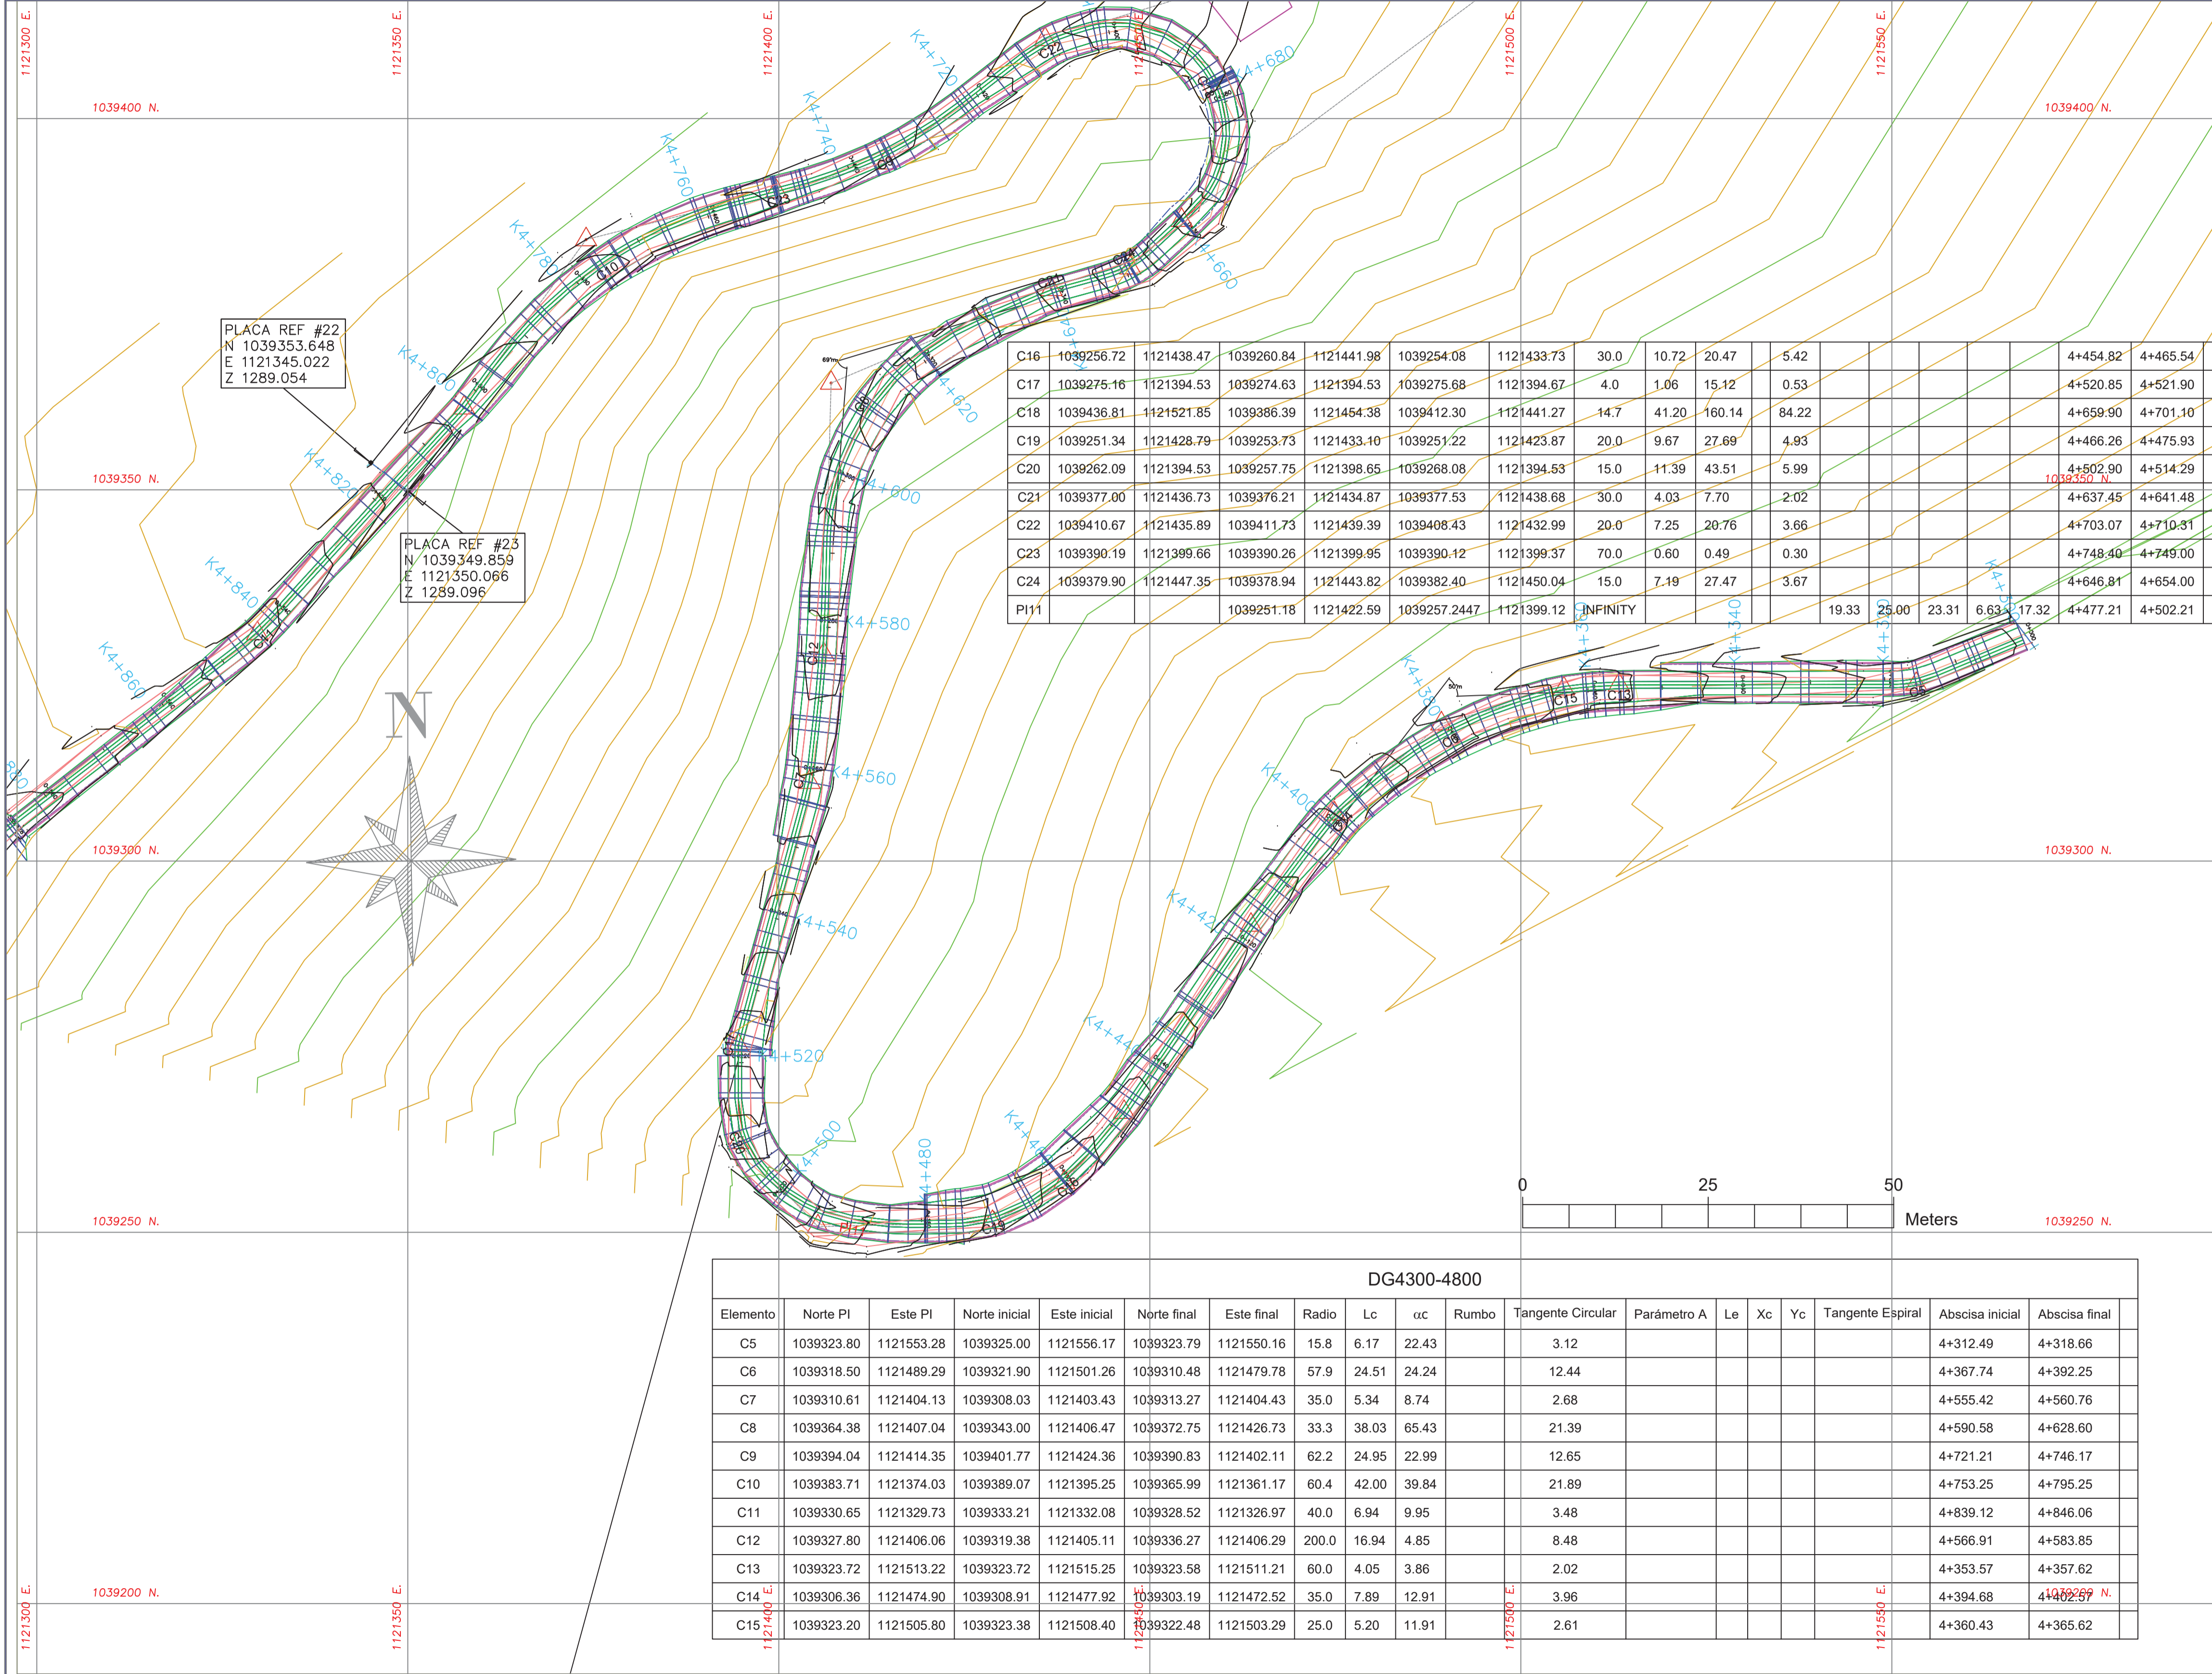 1121300 E.
1121350 E.
1121400 E.
1121500 E.
1121550 E.
1039400 N.
1039400 N.
K4+680
K4+720
K4+740
K4+760
K4+780
K4+800
K4+820
K4+840
K4+860
880
C22
C9
C10
C21
C24
K4+660
K4+620
K4+600
K4+580
K4+560
K4+540
K4+520
K4+500
K4+480
K4+400
K4+380
K4+360
K4+340
K4+320
C11
C12
C7
C20
C19
C16
C15
C13
C6
C5
PI11
PLACA REF #22
N 1039353.648
E 1121345.022
Z 1289.054
PLACA REF #23
N 1039349.859
E 1121350.066
Z 1289.096
1039350 N.
1039350 N.
C16 1039256.72 1121438.47 1039260.84 1121441.98 1039254.08 1121433.73 30.0 10.72 20.47 5.42 4+454.82 4+465.54
C17 1039275.16 1121394.53 1039274.63 1121394.53 1039275.68 1121394.67 4.0 1.06 15.12 0.53 4+520.85 4+521.90
C18 1039436.81 1121521.85 1039386.39 1121454.38 1039412.30 1121441.27 14.7 41.20 160.14 84.22 4+659.90 4+701.10
C19 1039251.34 1121428.79 1039253.73 1121433.10 1039251.22 1121423.87 20.0 9.67 27.69 4.93 4+466.26 4+475.93
C20 1039262.09 1121394.53 1039257.75 1121398.65 1039268.08 1121394.53 15.0 11.39 43.51 5.99 4+502.90 4+514.29
C21 1039377.00 1121436.73 1039376.21 1121434.87 1039377.53 1121438.68 30.0 4.03 7.70 2.02 4+637.45 4+641.48
C22 1039410.67 1121435.89 1039411.73 1121439.39 1039408.43 1121432.99 20.0 7.25 20.76 3.66 4+703.07 4+710.31
C23 1039390.19 1121399.66 1039390.26 1121399.95 1039390.12 1121399.37 70.0 0.60 0.49 0.30 4+748.40 4+749.00
C24 1039379.90 1121447.35 1039378.94 1121443.82 1039382.40 1121450.04 15.0 7.19 27.47 3.67 4+646.81 4+654.00
PI11 1039251.18 1121422.59 1039257.2447 1121399.12 INFINITY 19.33 25.00 23.31 6.63 17.32 4+477.21 4+502.21
N
1039300 N.
1039300 N.
0 25 50
Meters
1039250 N.
1039250 N.
DG4300-4800
Elemento Norte PI Este PI Norte inicial Este inicial Norte final Este final Radio Lc αc Rumbo Tangente Circular Parámetro A Le Xc Yc Tangente Espiral Abscisa inicial Abscisa final
C5 1039323.80 1121553.28 1039325.00 1121556.17 1039323.79 1121550.16 15.8 6.17 22.43 3.12 4+312.49 4+318.66
C6 1039318.50 1121489.29 1039321.90 1121501.26 1039310.48 1121479.78 57.9 24.51 24.24 12.44 4+367.74 4+392.25
C7 1039310.61 1121404.13 1039308.03 1121403.43 1039313.27 1121404.43 35.0 5.34 8.74 2.68 4+555.42 4+560.76
C8 1039364.38 1121407.04 1039343.00 1121406.47 1039372.75 1121426.73 33.3 38.03 65.43 21.39 4+590.58 4+628.60
C9 1039394.04 1121414.35 1039401.77 1121424.36 1039390.83 1121402.11 62.2 24.95 22.99 12.65 4+721.21 4+746.17
C10 1039383.71 1121374.03 1039389.07 1121395.25 1039365.99 1121361.17 60.4 42.00 39.84 21.89 4+753.25 4+795.25
C11 1039330.65 1121329.73 1039333.21 1121332.08 1039328.52 1121326.97 40.0 6.94 9.95 3.48 4+839.12 4+846.06
C12 1039327.80 1121406.06 1039319.38 1121405.11 1039336.27 1121406.29 200.0 16.94 4.85 8.48 4+566.91 4+583.85
C13 1039323.72 1121513.22 1039323.72 1121515.25 1039323.58 1121511.21 60.0 4.05 3.86 2.02 4+353.57 4+357.62
C14 1039306.36 1121474.90 1039308.91 1121477.92 1039303.19 1121472.52 35.0 7.89 12.91 3.96 4+394.68 4+402.57
C15 1039323.20 1121505.80 1039323.38 1121508.40 1039322.48 1121503.29 25.0 5.20 11.91 2.61 4+360.43 4+365.62
1039200 N.
1039200 N.
1121300 E.
1121350 E.
1121400 E.
1121450 E.
1121500 E.
1121550 E.